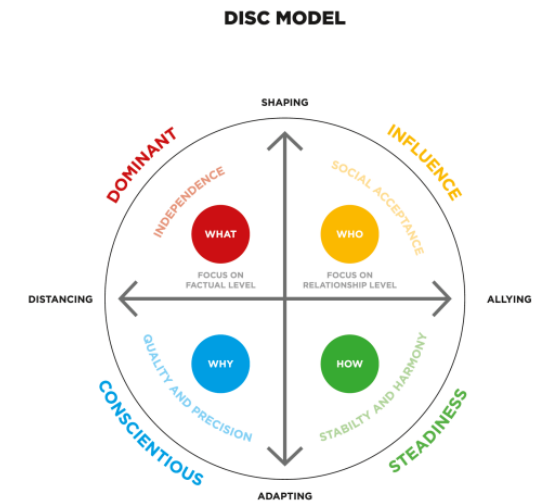 DISC MODEL
SHAPING
DOMINANT
INFLUENCE
INDEPENDENCE
SOCIAL ACCEPTANCE
WHAT
WHO
FOCUS ON
FACTUAL LEVEL
FOCUS ON
RELATIONSHIP LEVEL
DISTANCING
ALLYING
WHY
HOW
QUALITY AND PRECISION
STABILTY AND HARMONY
CONSCIENTIOUS
STEADINESS
ADAPTING